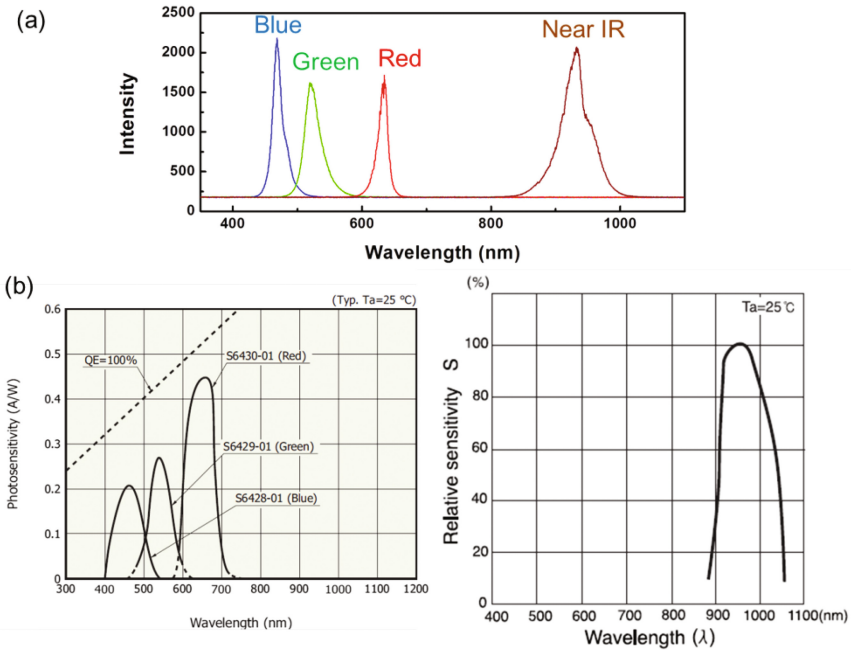 (a)
2500
2000
1500
1000
500
0
Intensity
Blue
Green
Red
Near IR
400 600 800 1000
Wavelength (nm)
(b)
(Typ. Ta=25 ºC)
0.6
0.5
0.4
0.3
0.2
0.1
0
Photosensitivity (A/W)
QE=100%
S6430-01 (Red)
S6429-01 (Green)
S6428-01 (Blue)
300 400 500 600 700 800 900 1000 1100 1200
Wavelength (nm)
(%)
Ta=25℃
100
80
60
40
20
0
Relative sensitivity S
400 500 600 700 800 900 1000 1100 (nm)
Wavelength (λ)